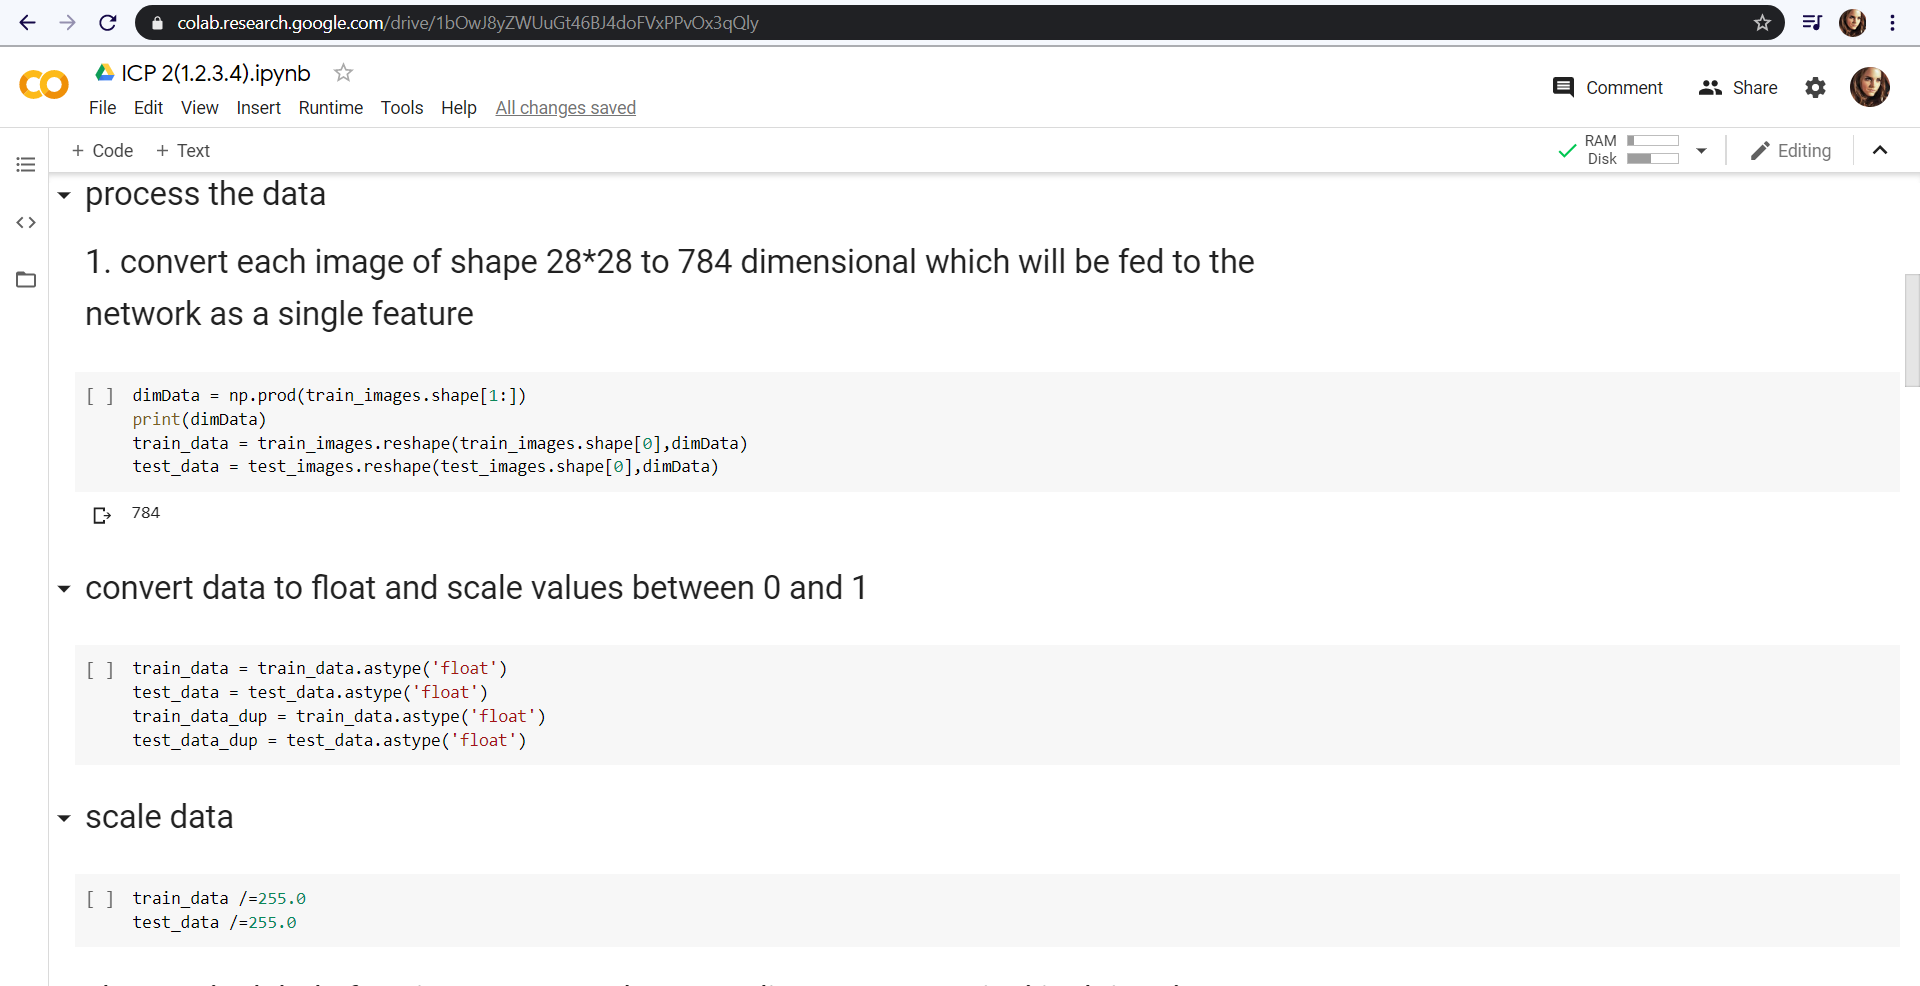 colab.research.google.com/drive/1bOwJ8yZWUuGt46BJ4doFVxPPvOx3qQly
ICP 2(1.2.3.4).ipynb
File Edit View Insert Runtime Tools Help All changes saved
Comment Share
+ Code + Text
RAM
Disk
Editing
process the data
1. convert each image of shape 28*28 to 784 dimensional which will be fed to the
network as a single feature
[ ] dimData = np.prod(train_images.shape[1:])
print(dimData)
train_data = train_images.reshape(train_images.shape[0],dimData)
test_data = test_images.reshape(test_images.shape[0],dimData)
784
convert data to float and scale values between 0 and 1
[ ] train_data = train_data.astype('float')
test_data = test_data.astype('float')
train_data_dup = train_data.astype('float')
test_data_dup = test_data.astype('float')
scale data
[ ] train_data /=255.0
test_data /=255.0